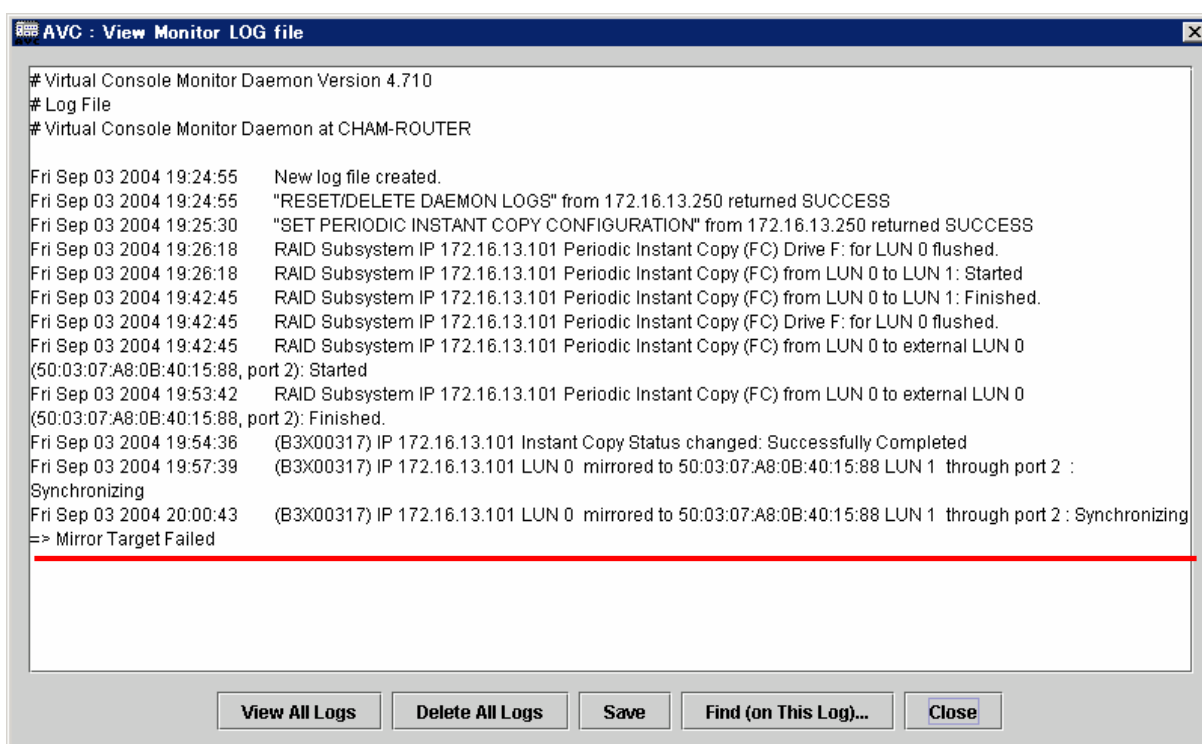 AVC : View Monitor LOG file
# Virtual Console Monitor Daemon Version 4.710
# Log File
# Virtual Console Monitor Daemon at CHAM-ROUTER
Fri Sep 03 2004 19:24:55 New log file created.
Fri Sep 03 2004 19:24:55 "RESET/DELETE DAEMON LOGS" from 172.16.13.250 returned SUCCESS
Fri Sep 03 2004 19:25:30 "SET PERIODIC INSTANT COPY CONFIGURATION" from 172.16.13.250 returned SUCCESS
Fri Sep 03 2004 19:26:18 RAID Subsystem IP 172.16.13.101 Periodic Instant Copy (FC) Drive F: for LUN 0 flushed.
Fri Sep 03 2004 19:26:18 RAID Subsystem IP 172.16.13.101 Periodic Instant Copy (FC) from LUN 0 to LUN 1: Started
Fri Sep 03 2004 19:42:45 RAID Subsystem IP 172.16.13.101 Periodic Instant Copy (FC) from LUN 0 to LUN 1: Finished.
Fri Sep 03 2004 19:42:45 RAID Subsystem IP 172.16.13.101 Periodic Instant Copy (FC) Drive F: for LUN 0 flushed.
Fri Sep 03 2004 19:42:45 RAID Subsystem IP 172.16.13.101 Periodic Instant Copy (FC) from LUN 0 to external LUN 0
(50:03:07:A8:0B:40:15:88, port 2): Started
Fri Sep 03 2004 19:53:42 RAID Subsystem IP 172.16.13.101 Periodic Instant Copy (FC) from LUN 0 to external LUN 0
(50:03:07:A8:0B:40:15:88, port 2): Finished.
Fri Sep 03 2004 19:54:36 (B3X00317) IP 172.16.13.101 Instant Copy Status changed: Successfully Completed
Fri Sep 03 2004 19:57:39 (B3X00317) IP 172.16.13.101 LUN 0 mirrored to 50:03:07:A8:0B:40:15:88 LUN 1 through port 2 :
Synchronizing
Fri Sep 03 2004 20:00:43 (B3X00317) IP 172.16.13.101 LUN 0 mirrored to 50:03:07:A8:0B:40:15:88 LUN 1 through port 2 : Synchronizing
=> Mirror Target Failed
View All Logs Delete All Logs Save Find (on This Log)... Close